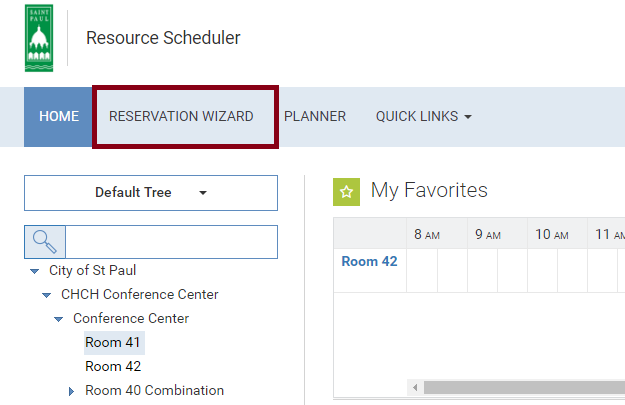 SAINT
PAUL
Resource Scheduler
HOME RESERVATION WIZARD PLANNER QUICK LINKS
Default Tree
My Favorites
8 AM 9 AM 10 AM 11 AM
Room 42
City of St Paul
CHCH Conference Center
Conference Center
Room 41
Room 42
Room 40 Combination